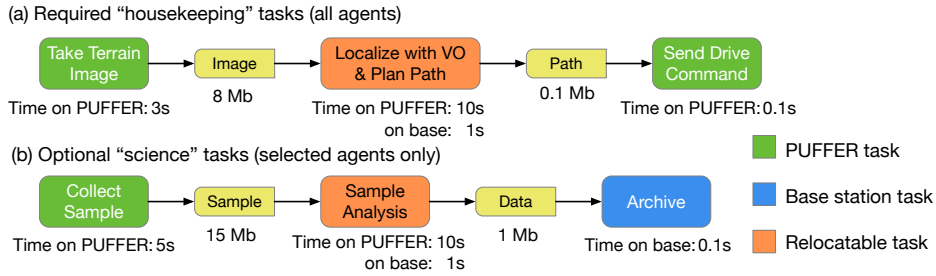 (a) Required “housekeeping” tasks (all agents)
Take Terrain
Image
Image
Localize with VO
& Plan Path
Path
Send Drive
Command
Time on PUFFER: 3s
8 Mb
Time on PUFFER: 10s
on base: 1s
0.1 Mb
Time on PUFFER: 0.1s
(b) Optional “science” tasks (selected agents only)
Collect
Sample
Sample
Sample
Analysis
Data
Archive
Time on PUFFER: 5s
15 Mb
Time on PUFFER: 10s
on base: 1s
1 Mb
Time on base: 0.1s
PUFFER task
Base station task
Relocatable task